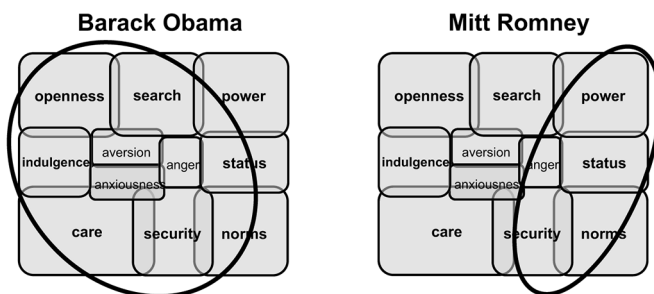 Barack Obama
openness search power
indulgence aversion anger status
anxiousness
care security norms
Mitt Romney
openness search power
indulgence aversion anger status
anxiousness
care security norms